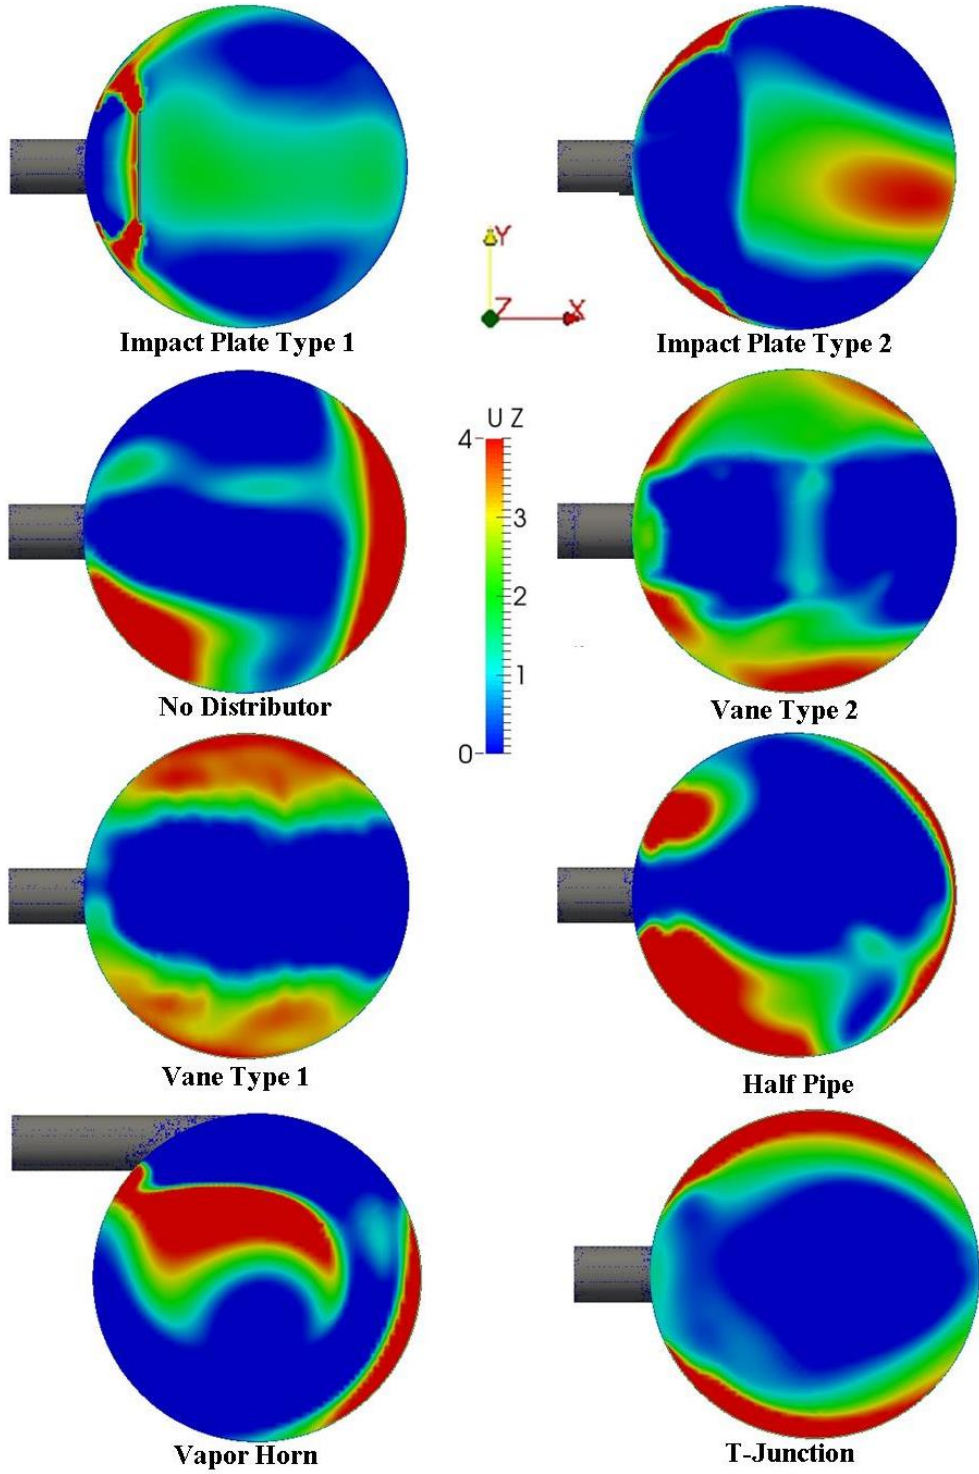 Impact Plate Type 1
Impact Plate Type 2
Y
Z
X
No Distributor
U Z
4
3
2
1
0
Vane Type 2
Vane Type 1
Half Pipe
Vapor Horn
T-Junction